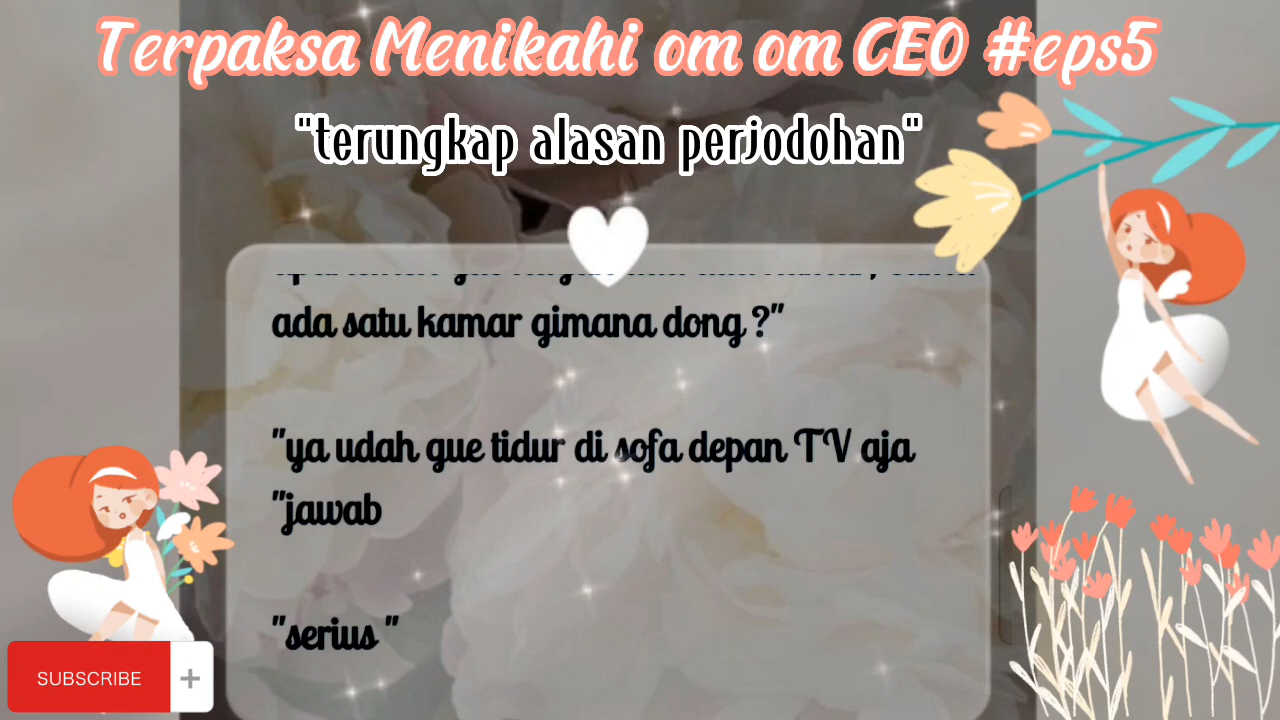 Terpaksa Menikahi om om CEO #eps5
"terungkap alasan perjodohan"
ada satu kamar gimana dong ?"
"ya udah gue tidur di sofa depan TV aja
"jawab
"serius "
SUBSCRIBE +